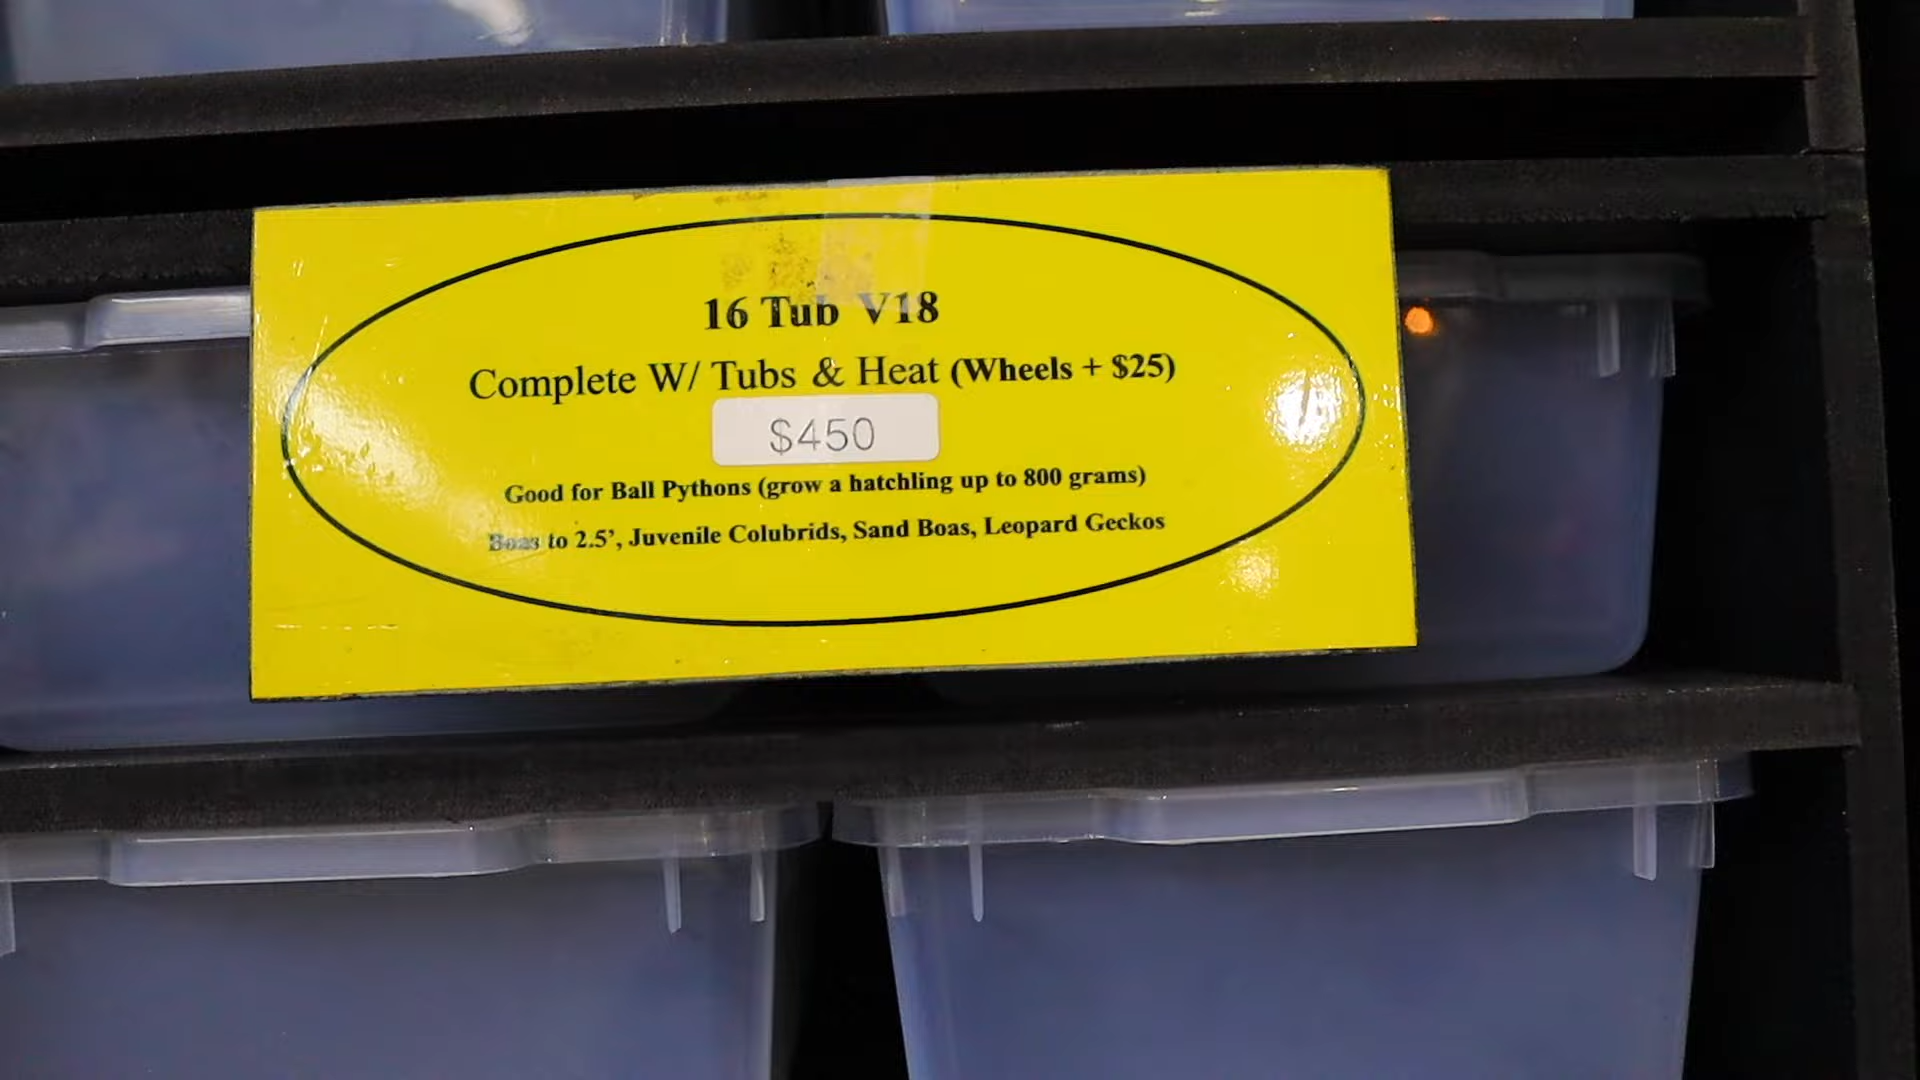 16 Tub V18
Complete W/ Tubs & Heat (Wheels + $25)
$450
Good for Ball Pythons (grow a hatchling up to 800 grams)
Boas to 2.5’, Juvenile Colubrids, Sand Boas, Leopard Geckos